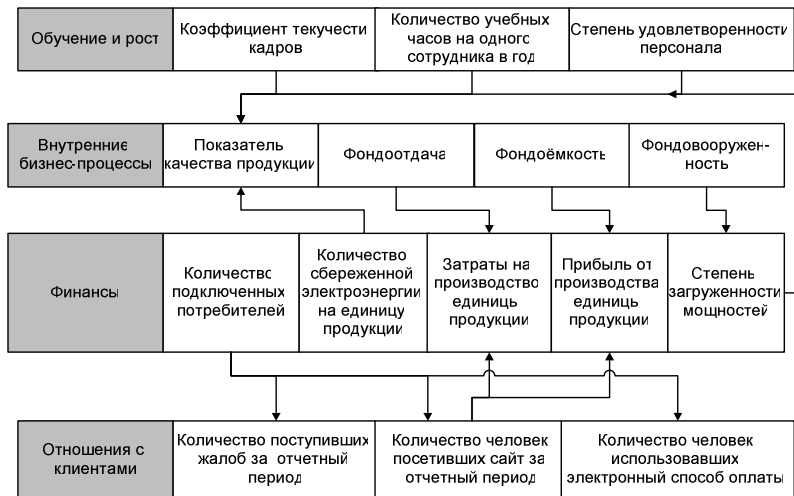 Обучение и рост
Коэффициент текучести
кадров
Количество учебных
часов на одного
сотрудника в год
Степень удовлетворенности
персонала
Внутренние
бизнес-процессы
Показатель
качества продукции
Фондоотдача
Фондоёмкость
Фондовооружен-
ность
Финансы
Количество
подключенных
потребителей
Количество
сбереженной
электроэнергии
на единицу
продукции
Затраты на
производство
единиць
продукции
Прибыль от
производства
единиць
продукции
Степень
загруженности
мощностей
Отношения с
клиентами
Количество поступивших
жалоб за отчетный
период
Количество человек
посетивших сайт за
отчетный период
Количество человек
использовавших
электронный способ оплаты